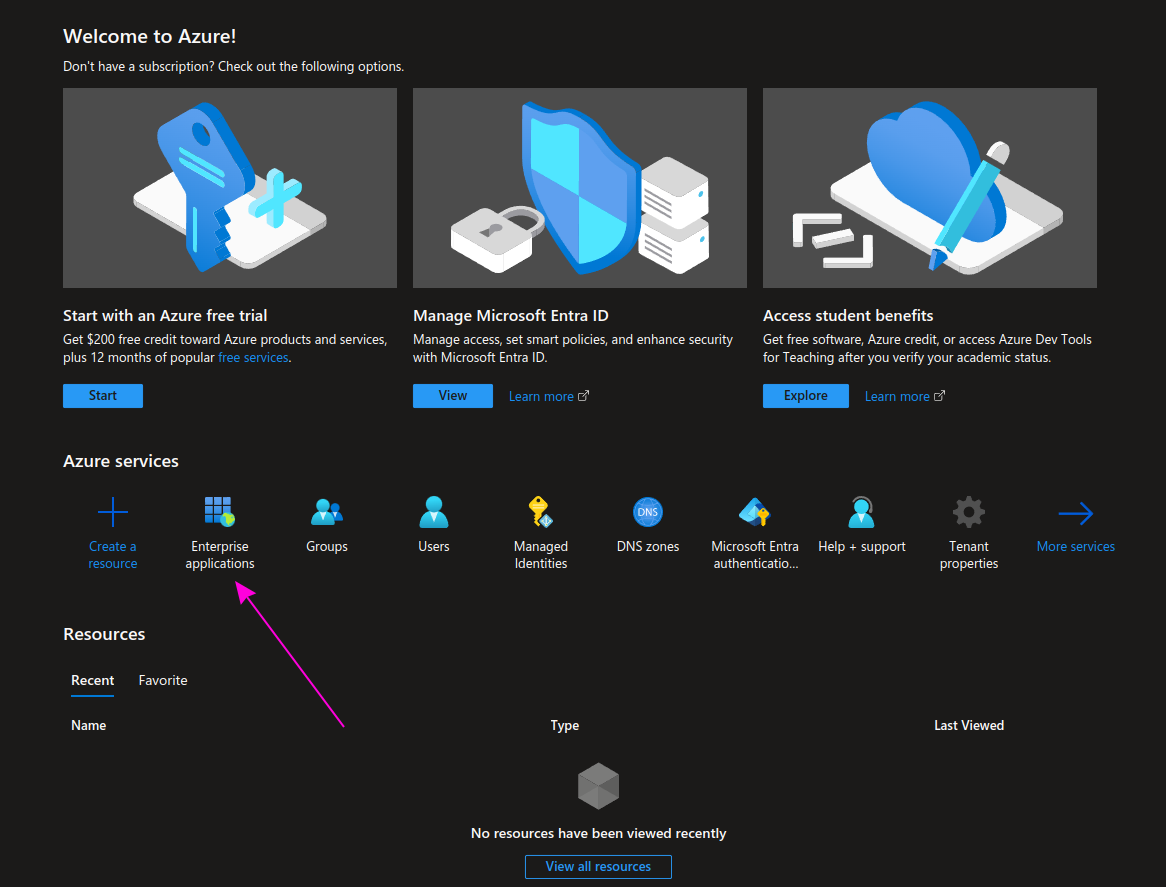 Welcome to Azure!
Don't have a subscription? Check out the following options.
Start with an Azure free trial
Get $200 free credit toward Azure products and services,
plus 12 months of popular free services.
Start
Manage Microsoft Entra ID
Manage access, set smart policies, and enhance security
with Microsoft Entra ID.
View
Learn more
Access student benefits
Get free software, Azure credit, or access Azure Dev Tools
for Teaching after you verify your academic status.
Explore
Learn more
Azure services
Create a
resource
Enterprise
applications
Groups
Users
Managed
Identities
DNS
DNS zones
Microsoft Entra
authenticatio...
Help + support
Tenant
properties
More services
Resources
Recent
Favorite
Name
Type
Last Viewed
No resources have been viewed recently
View all resources